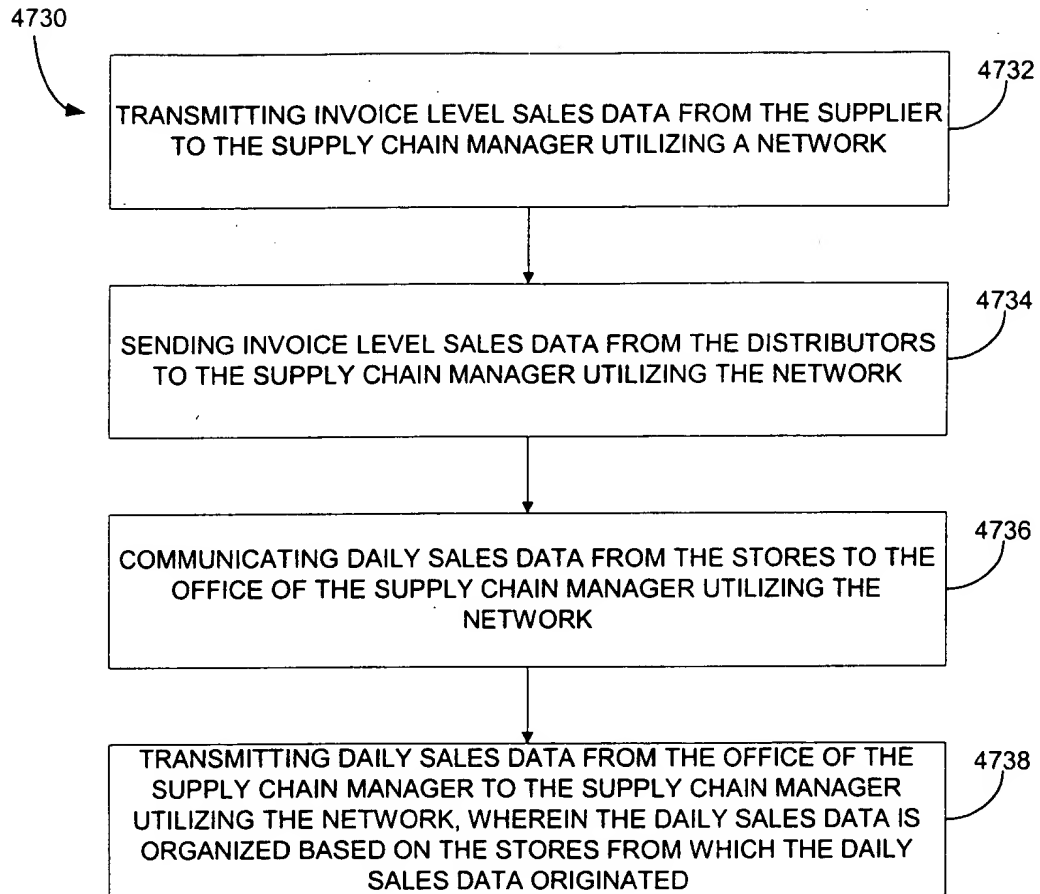 4730
4732
TRANSMITTING INVOICE LEVEL SALES DATA FROM THE SUPPLIER
TO THE SUPPLY CHAIN MANAGER UTILIZING A NETWORK
4734
SENDING INVOICE LEVEL SALES DATA FROM THE DISTRIBUTORS
TO THE SUPPLY CHAIN MANAGER UTILIZING THE NETWORK
4736
COMMUNICATING DAILY SALES DATA FROM THE STORES TO THE
OFFICE OF THE SUPPLY CHAIN MANAGER UTILIZING THE
NETWORK
4738
TRANSMITTING DAILY SALES DATA FROM THE OFFICE OF THE
SUPPLY CHAIN MANAGER TO THE SUPPLY CHAIN MANAGER
UTILIZING THE NETWORK, WHEREIN THE DAILY SALES DATA IS
ORGANIZED BASED ON THE STORES FROM WHICH THE DAILY
SALES DATA ORIGINATED